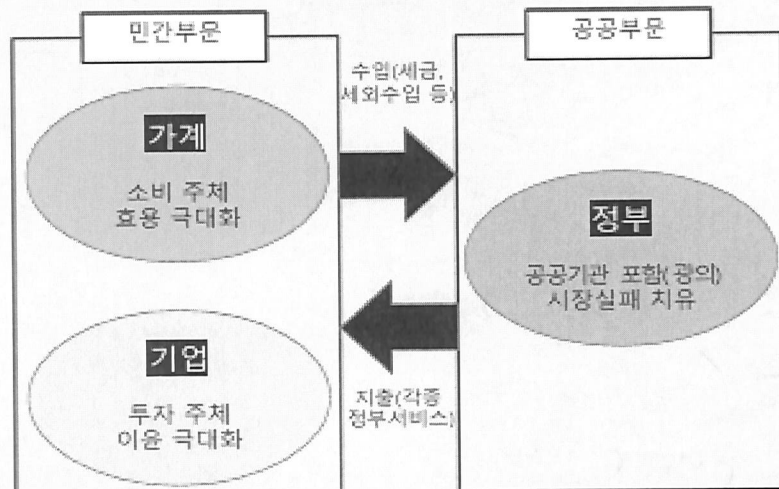 민간부문
공공부문
수입(세금,
세외수입 등)
가계
소비 주체
효용 극대화
정부
공공기관 포함(광의)
시장실패 치유
기업
투자 주체
이윤 극대화
지출(각종
정부서비스)